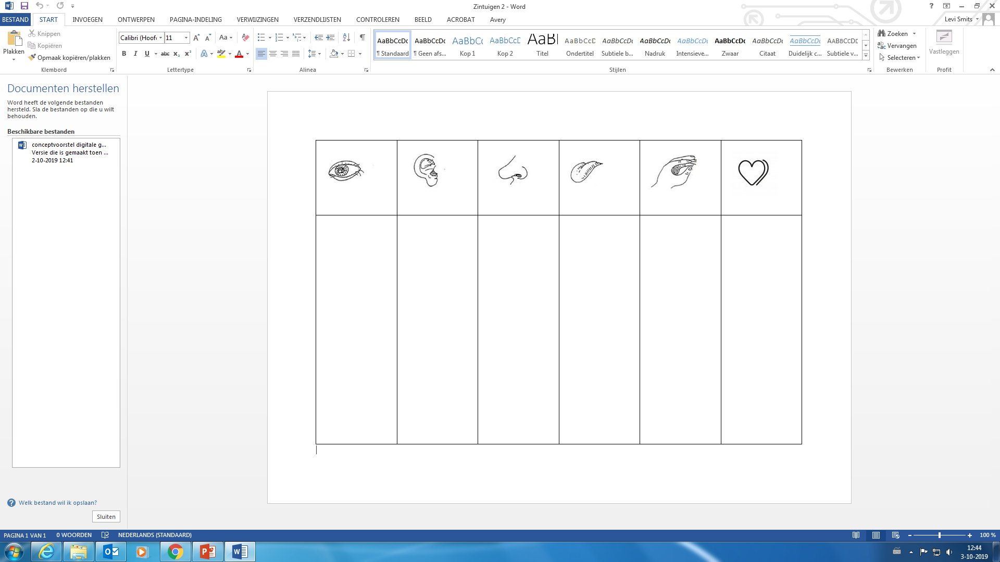 Zintuigen 2 - Word
?
BESTAND START INVOEGEN ONTWERPEN PAGINA-INDELING VERWIJZINGEN VERZENDLIJSTEN CONTROLEREN BEELD ACROBAT Avery
Levi Smits
Plakken
Knippen
Kopiëren
Opmaak kopiëren/plakken
Klembord
Calibri (Hoof 11
Aa
B I U abc x₂ x²
Lettertype
Alinea
AaBbCcDc AaBbCcDc AaBbC AaBbCcD AaBl AaBbCcD AaBbCcDc AaBbCcDc AaBbCcDc AaBbCcDc AaBbCcDc AaBbCcDc AABBCCDE
¶ Standaard ¶ Geen afs... Kop 1 Kop 2 Titel Ondertitel Subtiele b... Nadruk Intensieve... Zwaar Citaat Duidelijk c... Subtiele v...
Stijlen
Zoeken
Vervangen
Selecteren
Bewerken
Vastleggen
Profit
Documenten herstellen
Word heeft de volgende bestanden
hersteld. Sla de bestanden op die u wilt
behouden.
Beschikbare bestanden
conceptvoorstel digitale g...
Versie die is gemaakt toen ...
2-10-2019 12:41
Welk bestand wil ik opslaan?
Sluiten
PAGINA 1 VAN 1 0 WOORDEN NEDERLANDS (STANDAARD)
100 %
12:44
3-10-2019